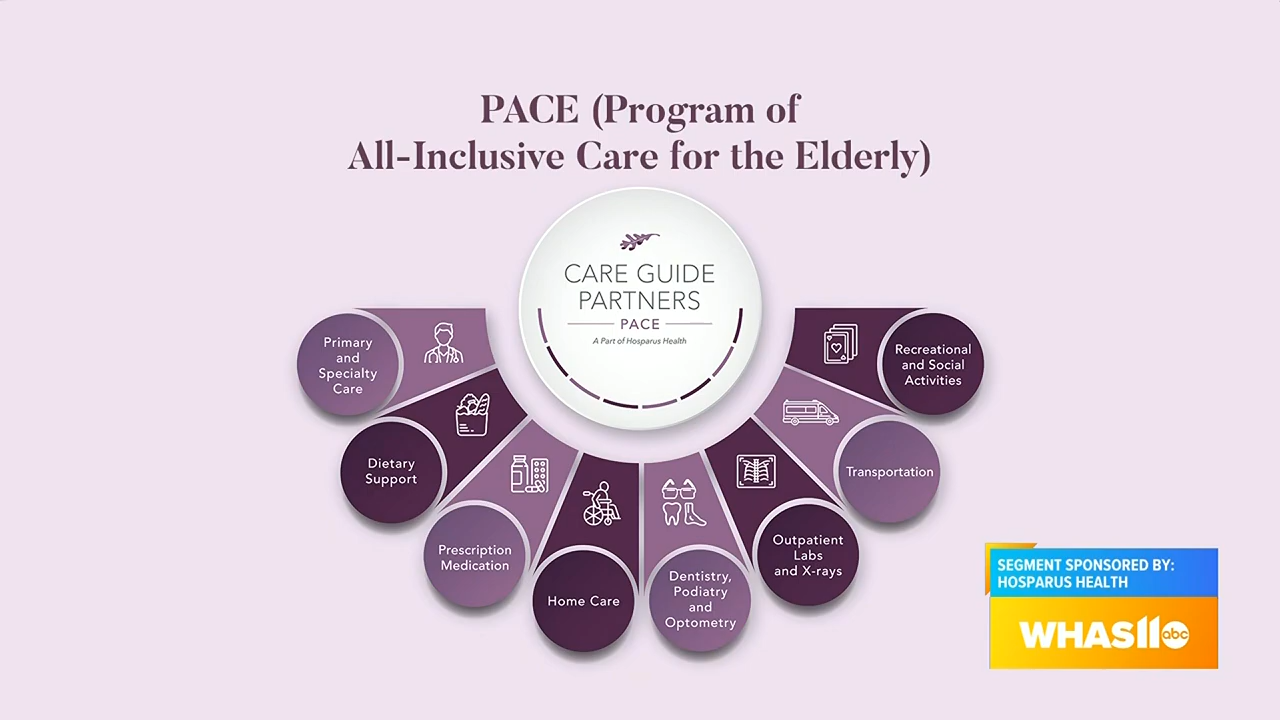 PACE (Program of
All-Inclusive Care for the Elderly)
CARE GUIDE
PARTNERS
PACE
A Part of Hosparus Health
Primary
and
Specialty
Care
Dietary
Support
Prescription
Medication
Home Care
Dentistry,
Podiatry
and
Optometry
Outpatient
Labs
and X-rays
Transportation
Recreational
and Social
Activities
SEGMENT SPONSORED BY:
HOSPARUS HEALTH
WHAS11 abc